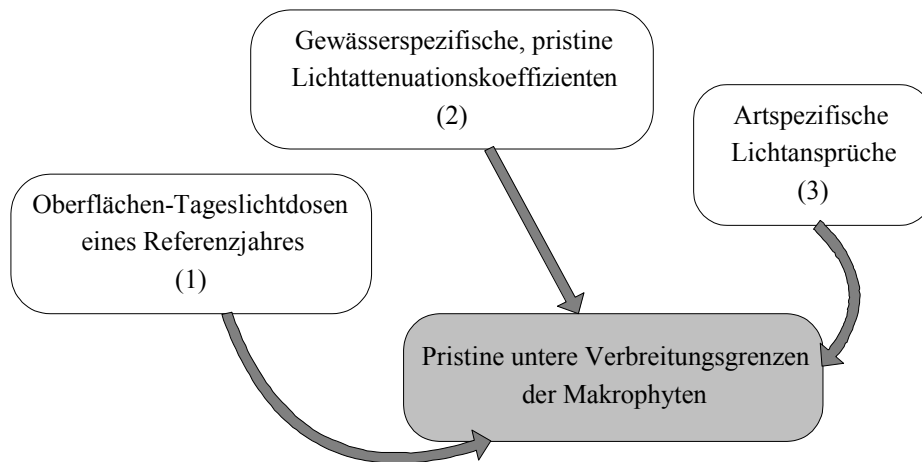 Gewässerspezifische, pristine
Lichtattenuationskoeffizienten
(2)
Artspezifische
Lichtansprüche
(3)
Oberflächen-Tageslichtdosen
eines Referenzjahres
(1)
Pristine untere Verbreitungsgrenzen
der Makrophyten